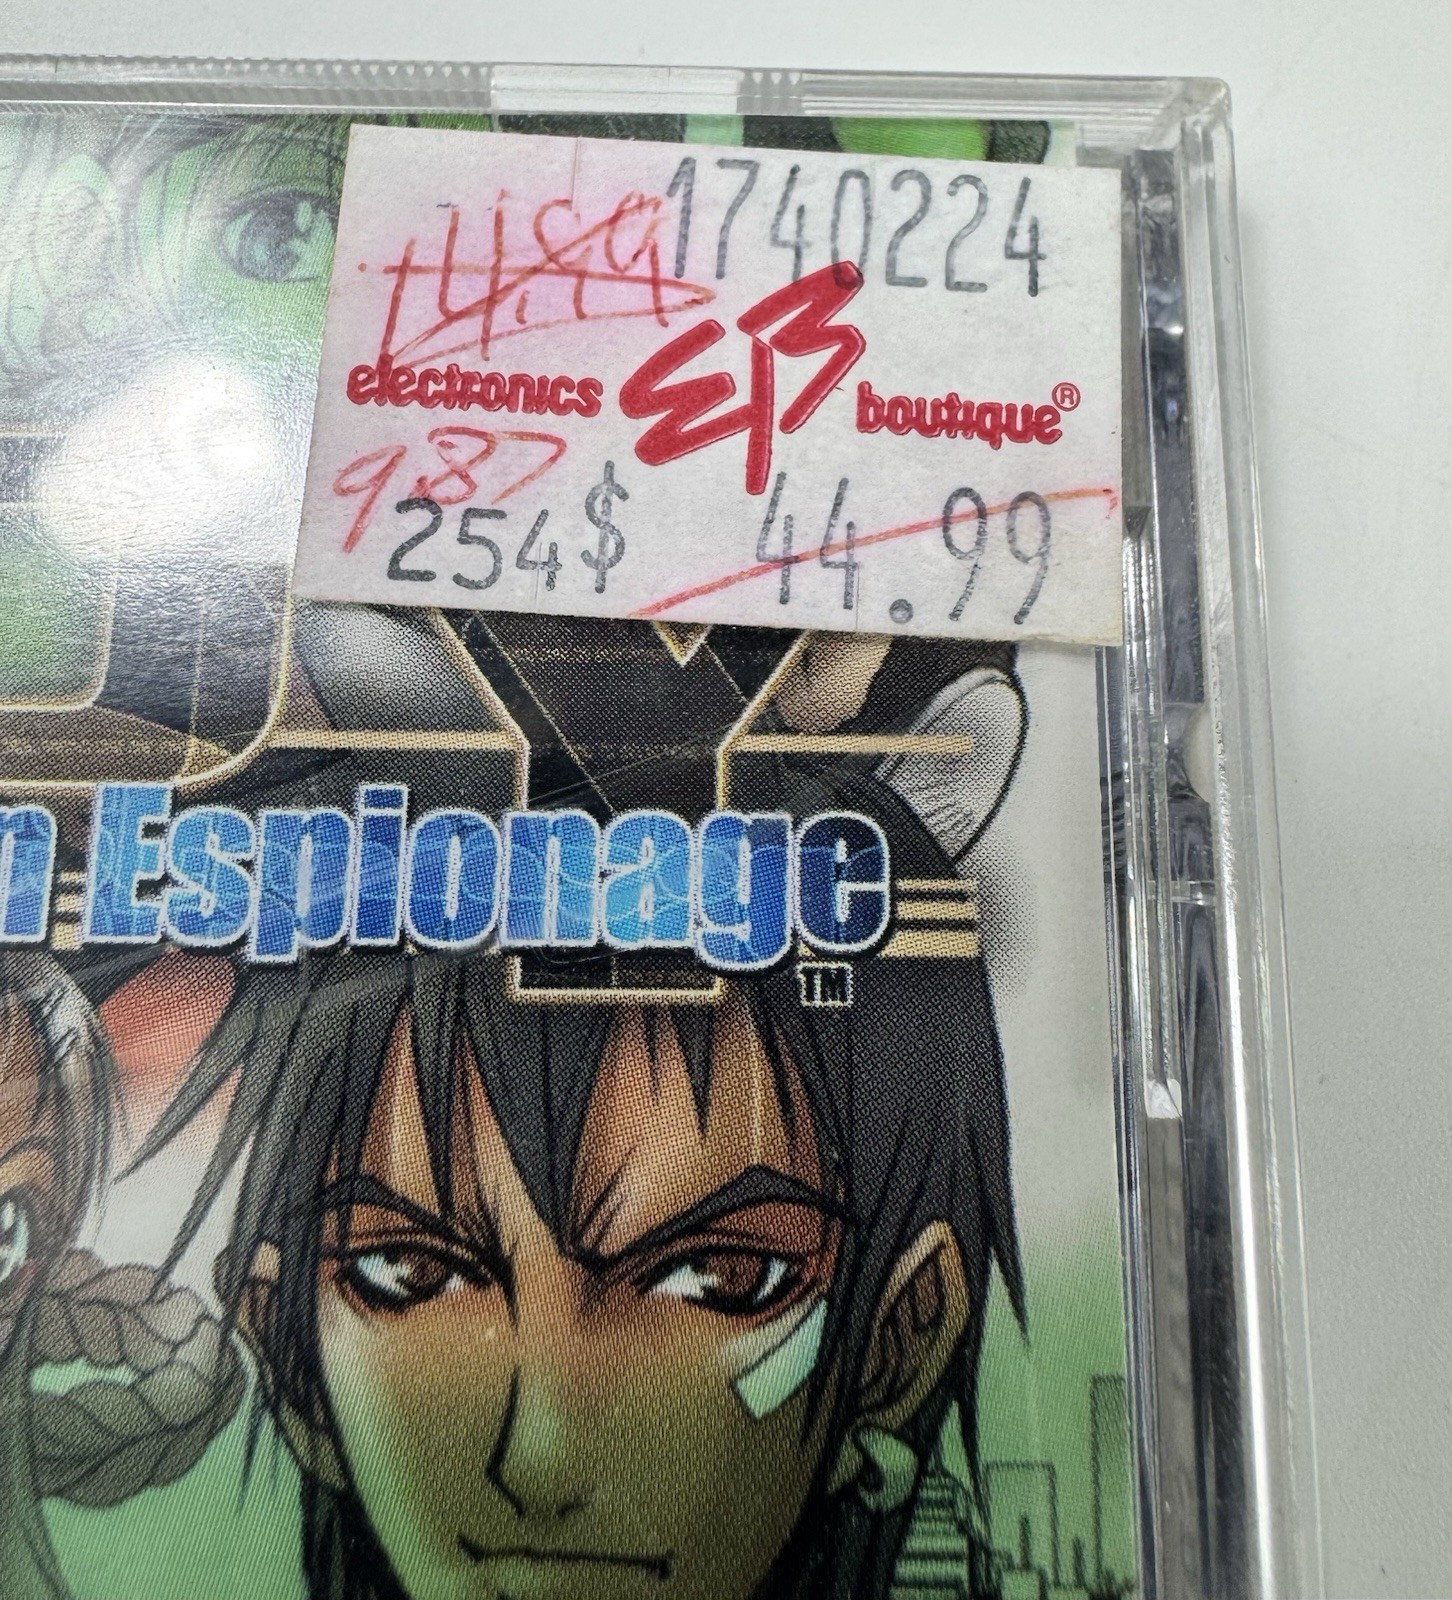 1740224
14.99
electronics EB boutique®
9.87
254$ 44.99
Y
n Espionage
TM